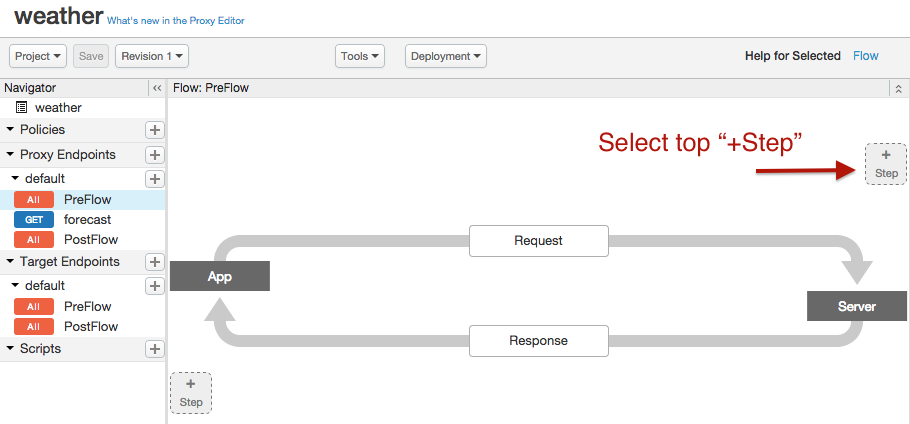 weather What's new in the Proxy Editor
Project Save Revision 1 Tools Deployment Help for Selected Flow
Navigator
weather
Policies
Proxy Endpoints
default
All PreFlow
GET forecast
All PostFlow
Target Endpoints
default
All PreFlow
All PostFlow
Scripts
Flow: PreFlow
Select top “+Step”
+
Step
Request
App
Server
Response
+
Step